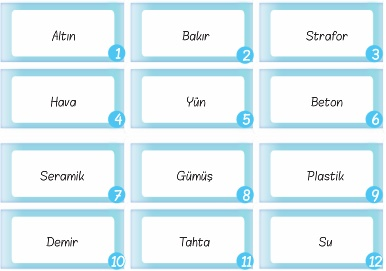 Altın
1
Bakır
2
Strafor
3
Hava
4
Yün
5
Beton
6
Seramik
7
Gümüş
8
Plastik
9
Demir
10
Tahta
11
Su
12